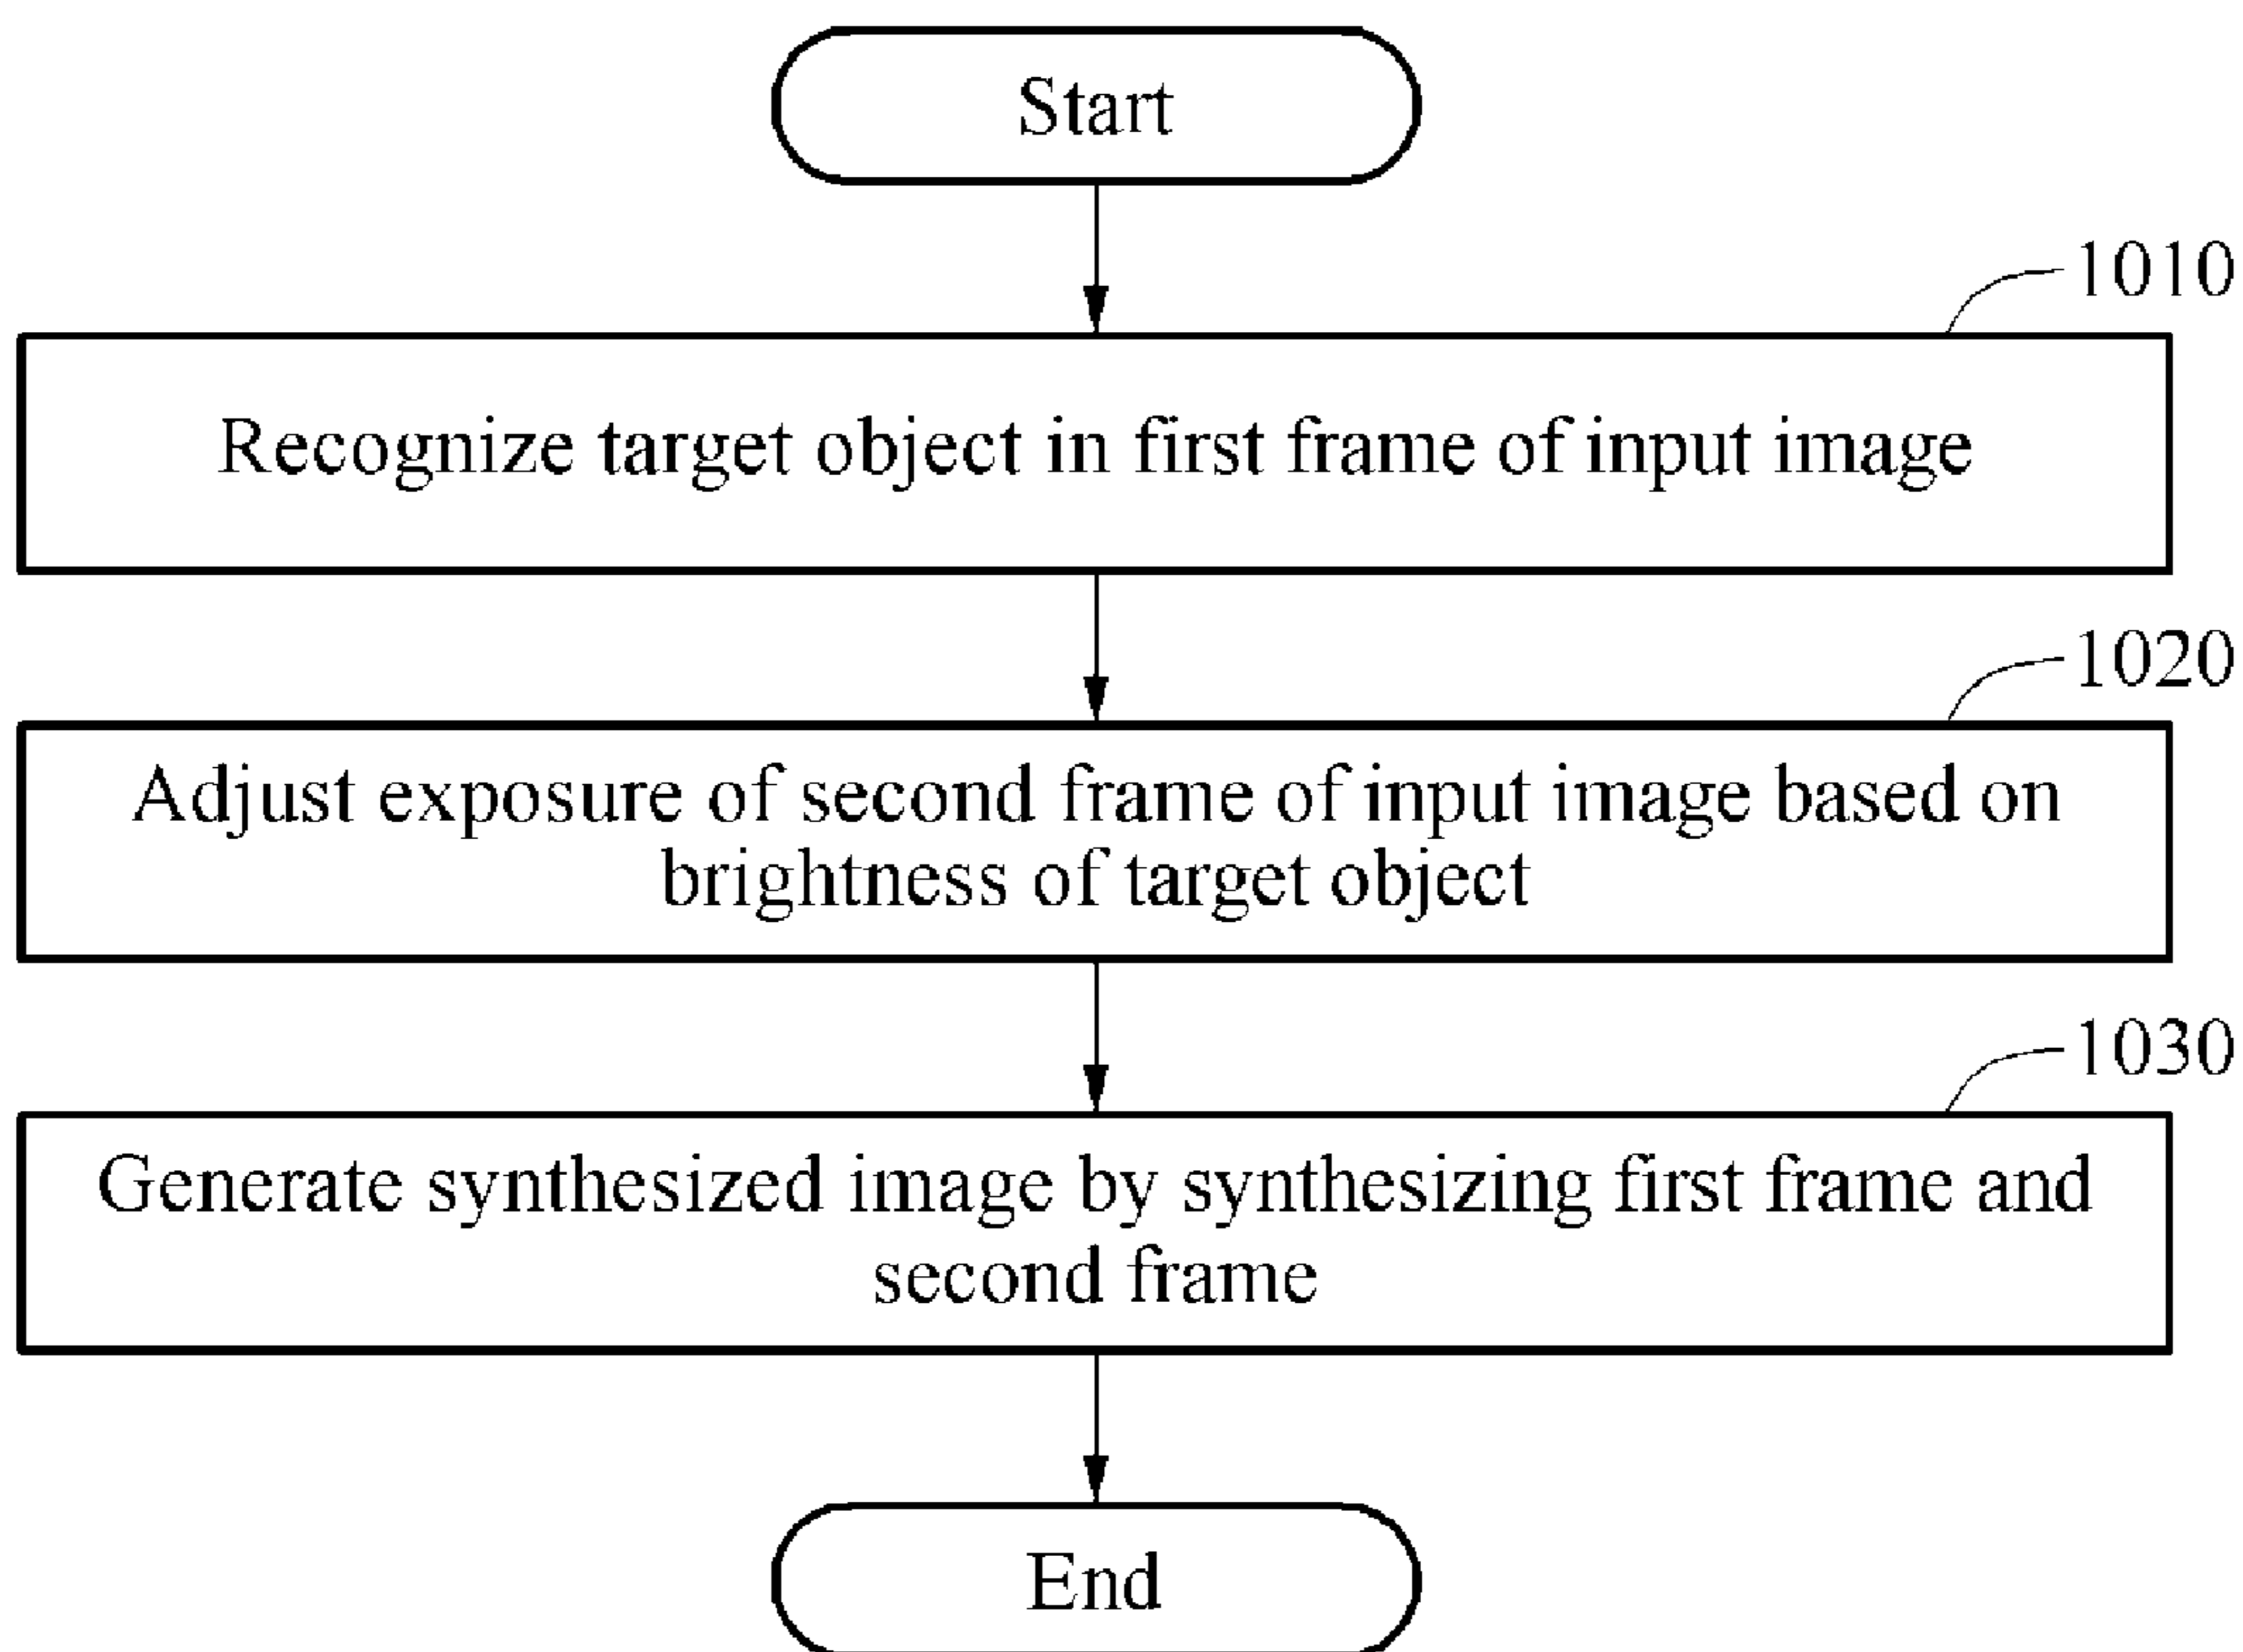 Start
1010
Recognize target object in first frame of input image
1020
Adjust exposure of second frame of input image based on
brightness of target object
1030
Generate synthesized image by synthesizing first frame and
second frame
End